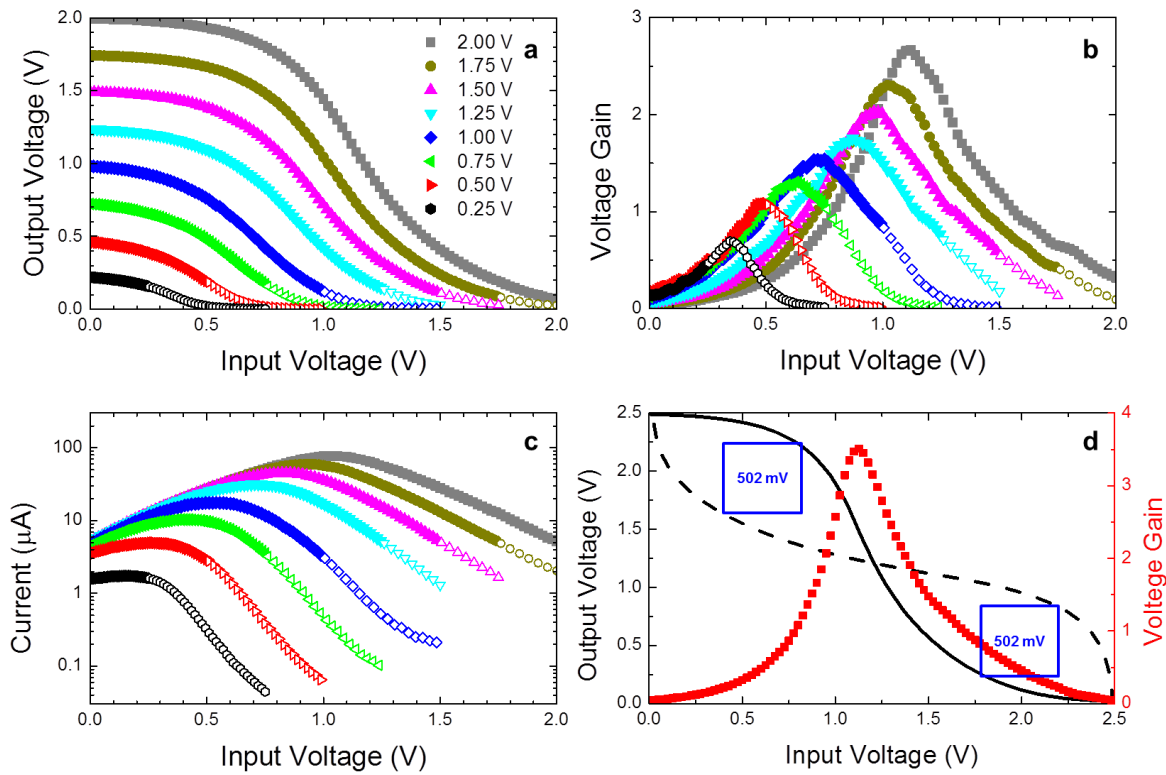 a
2.0
1.5
1.0
0.5
0.0
Output Voltage (V)
2.00 V
1.75 V
1.50 V
1.25 V
1.00 V
0.75 V
0.50 V
0.25 V
0.0 0.5 1.0 1.5 2.0
Input Voltage (V)
b
3
2
1
0
Voltage Gain
0.0 0.5 1.0 1.5 2.0
Input Voltage (V)
c
100
10
1
0.1
Current (µA)
0.0 0.5 1.0 1.5 2.0
Input Voltage (V)
d
2.5
2.0
1.5
1.0
0.5
0.0
Output Voltage (V)
502 mV
502 mV
4
3
2
1
0
Voltege Gain
0.0 0.5 1.0 1.5 2.0 2.5
Input Voltage (V)